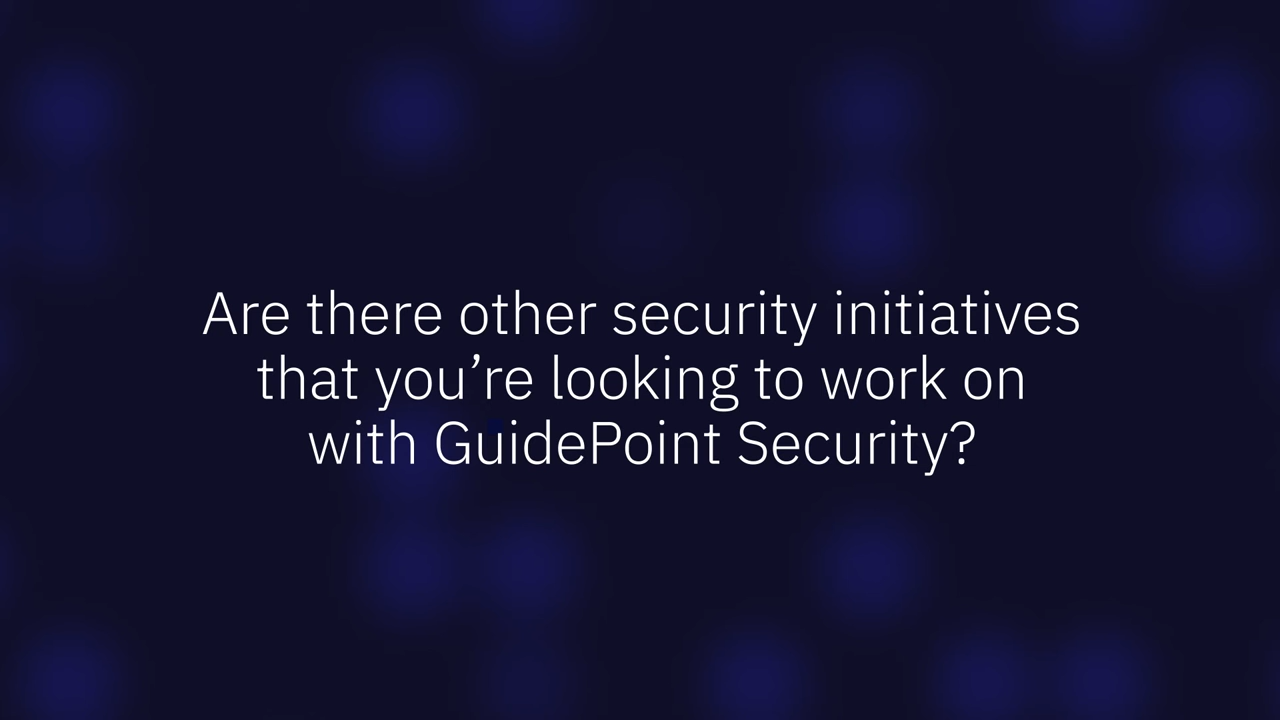 Are there other security initiatives
that you’re looking to work on
with GuidePoint Security?